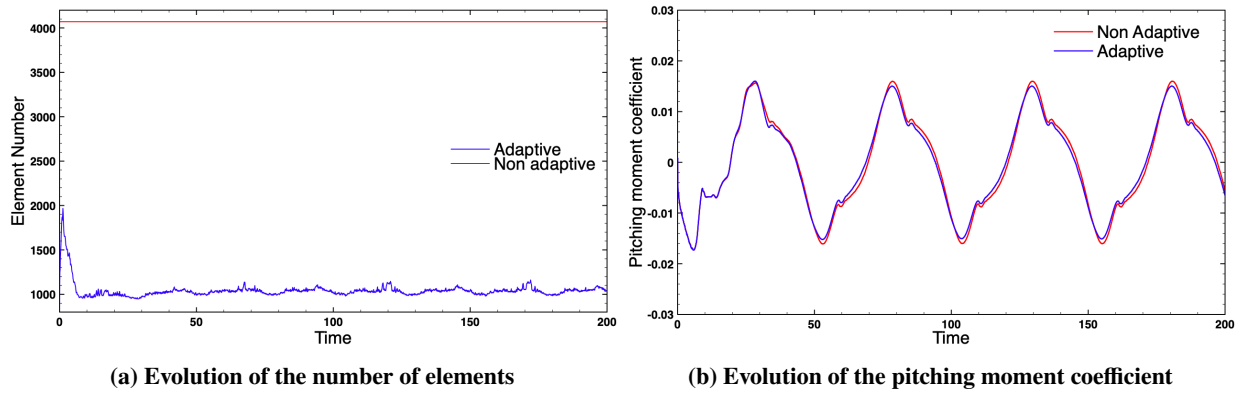 4000
3500
3000
2500
2000
1500
1000
Element Number
0
50
100
150
200
Time
Adaptive
Non adaptive
(a) Evolution of the number of elements
0.03
0.02
0.01
0
-0.01
-0.02
-0.03
Pitching moment coefficient
0
50
100
150
200
Time
Non Adaptive
Adaptive
(b) Evolution of the pitching moment coefficient